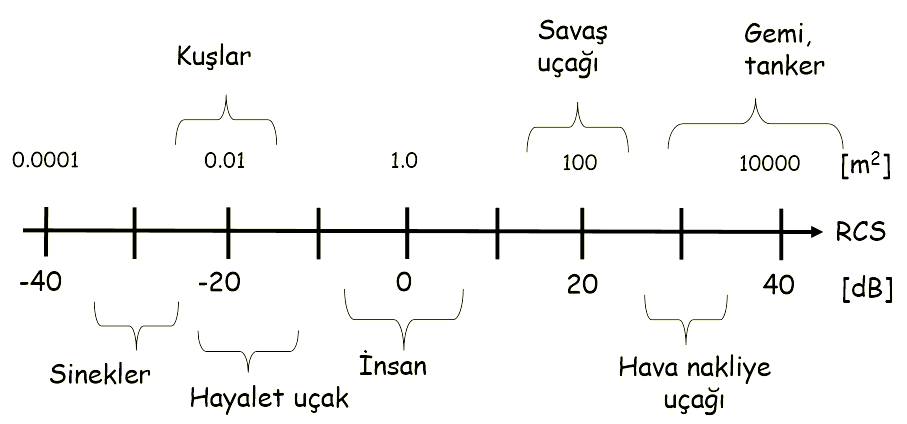 Kuşlar
Savaş
uçağı
Gemi,
tanker
0.0001 0.01 1.0 100 10000 [m²]
RCS
-40 -20 0 20 40 [dB]
Sinekler
Hayalet uçak
İnsan
Hava nakliye
uçağı